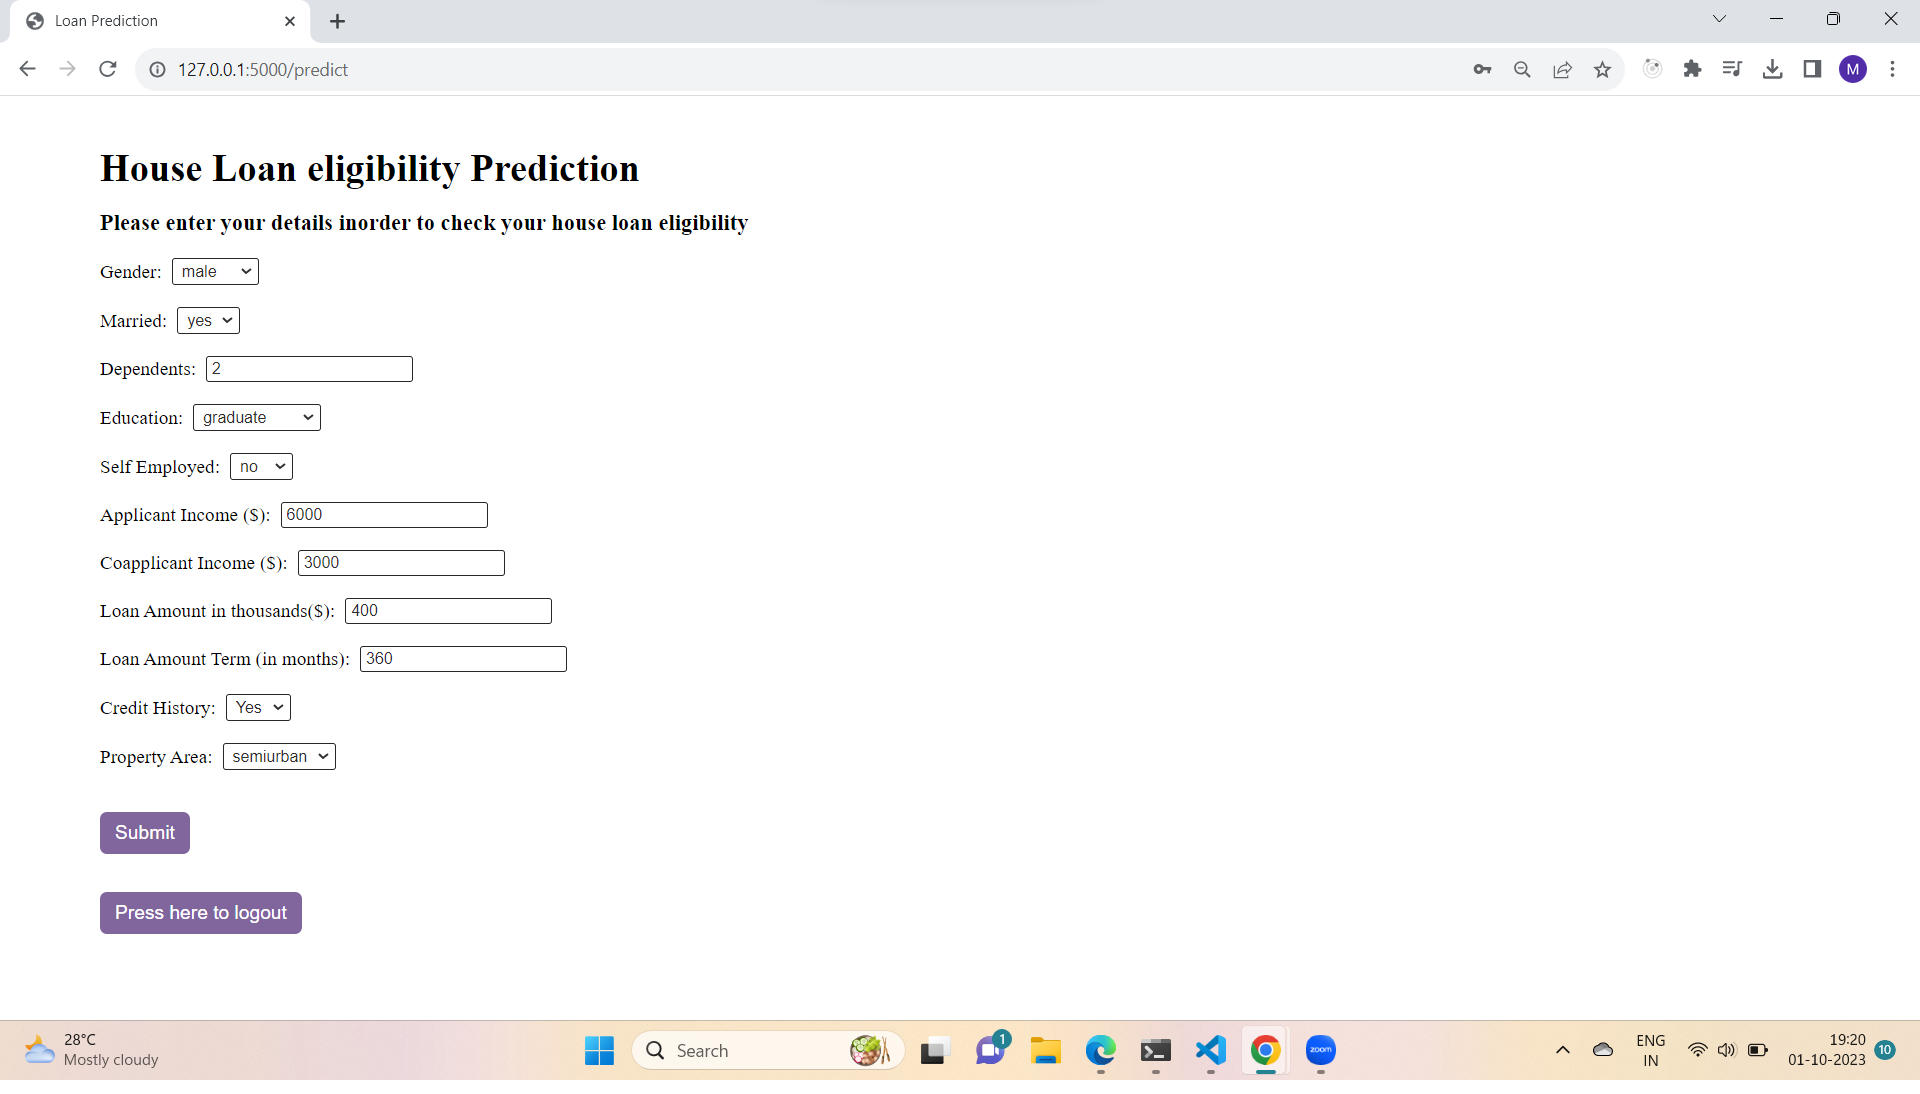 Loan Prediction
127.0.0.1:5000/predict
M
House Loan eligibility Prediction
Please enter your details inorder to check your house loan eligibility
Gender: male
Married: yes
Dependents: 2
Education: graduate
Self Employed: no
Applicant Income ($): 6000
Coapplicant Income ($): 3000
Loan Amount in thousands($): 400
Loan Amount Term (in months): 360
Credit History: Yes
Property Area: semiurban
Submit
Press here to logout
28°C
Mostly cloudy
Search
1
zoom
ENG
IN
19:20
01-10-2023
10